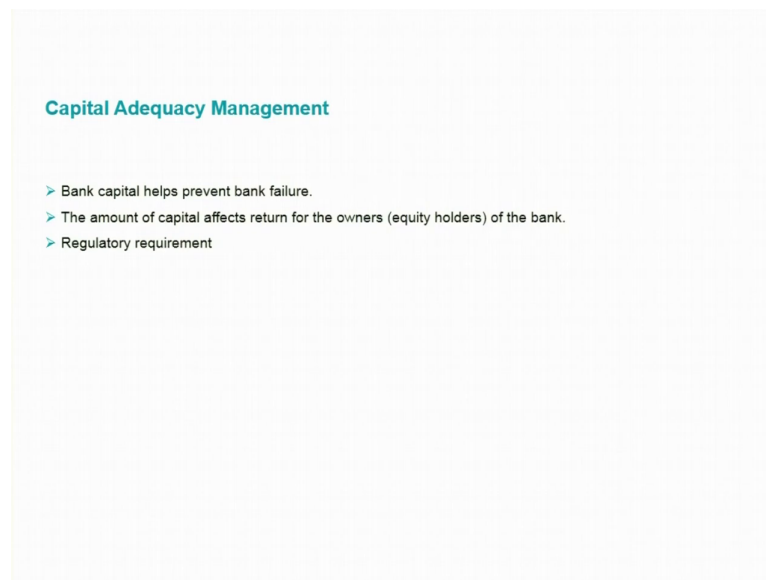 Capital Adequacy Management
➢ Bank capital helps prevent bank failure.
➢ The amount of capital affects return for the owners (equity holders) of the bank.
➢ Regulatory requirement